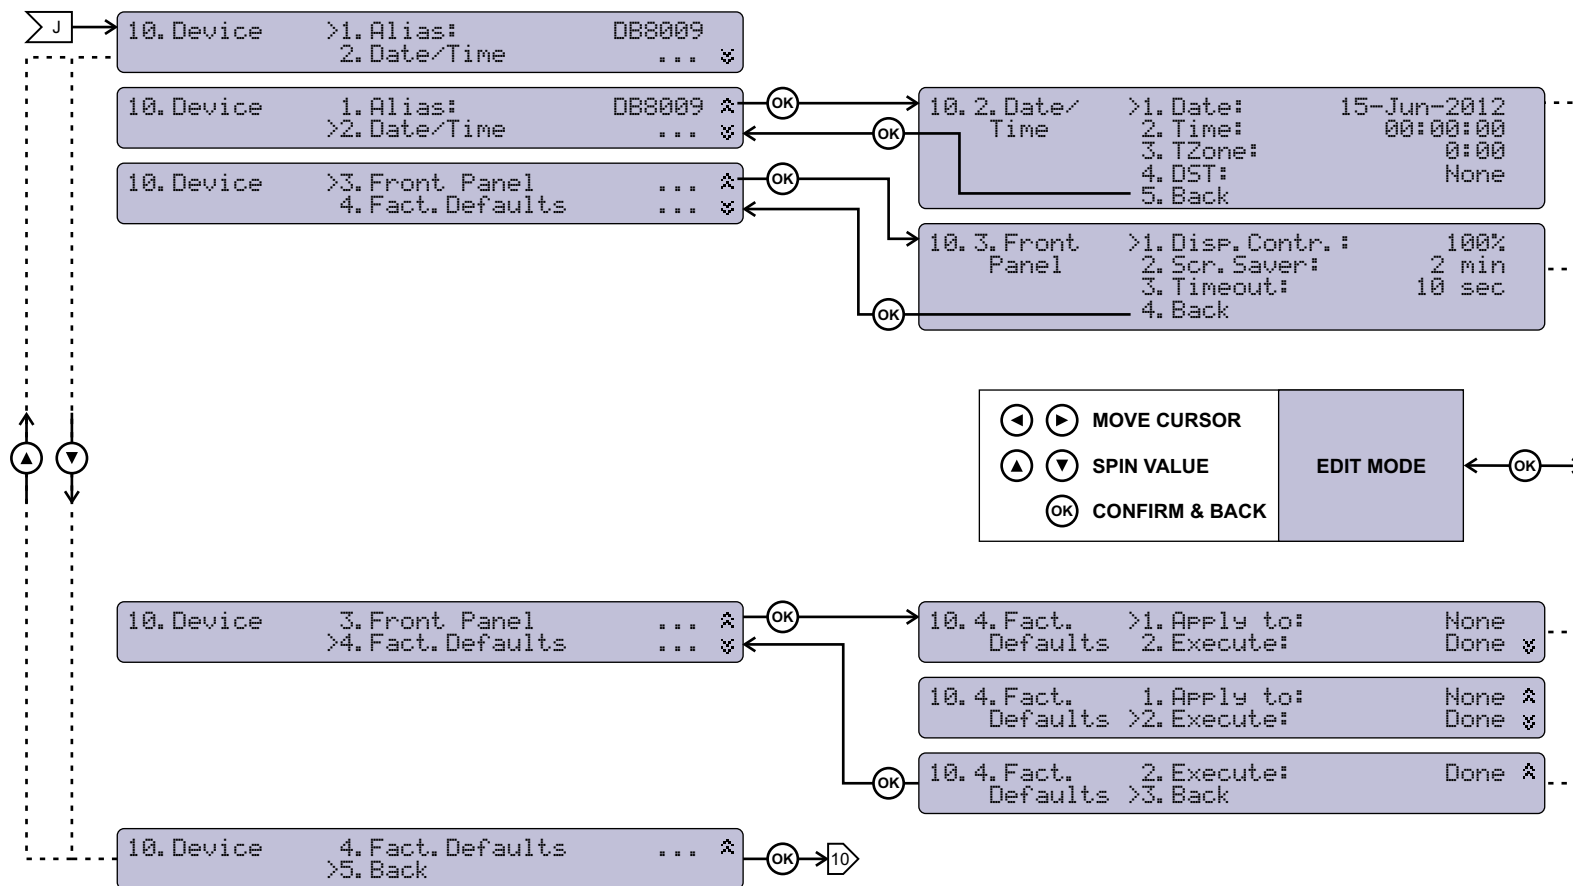 J
10.Device >1.Alias: DB8009
2.Date/Time ...
10.Device 1.Alias: DB8009
>2.Date/Time ...
OK
OK
10.2.Date/ >1.Date: 15-Jun-2012
Time 2.Time: 00:00:00
3.TZone: 0:00
4.DST: None
5.Back
10.Device >3.Front Panel ...
4.Fact.Defaults ...
OK
10.3.Front >1.Disp.Contr.: 100%
Panel 2.Scr.Saver: 2 min
3.Timeout: 10 sec
4.Back
OK
MOVE CURSOR
SPIN VALUE
OK CONFIRM & BACK
EDIT MODE
OK
10.Device 3.Front Panel ...
>4.Fact.Defaults ...
OK
10.4.Fact. >1.Apply to: None
Defaults 2.Execute: Done
10.4.Fact. 1.Apply to: None
Defaults >2.Execute: Done
OK
10.4.Fact. 2.Execute: Done
Defaults >3.Back
10.Device 4.Fact.Defaults ...
>5.Back
OK
10